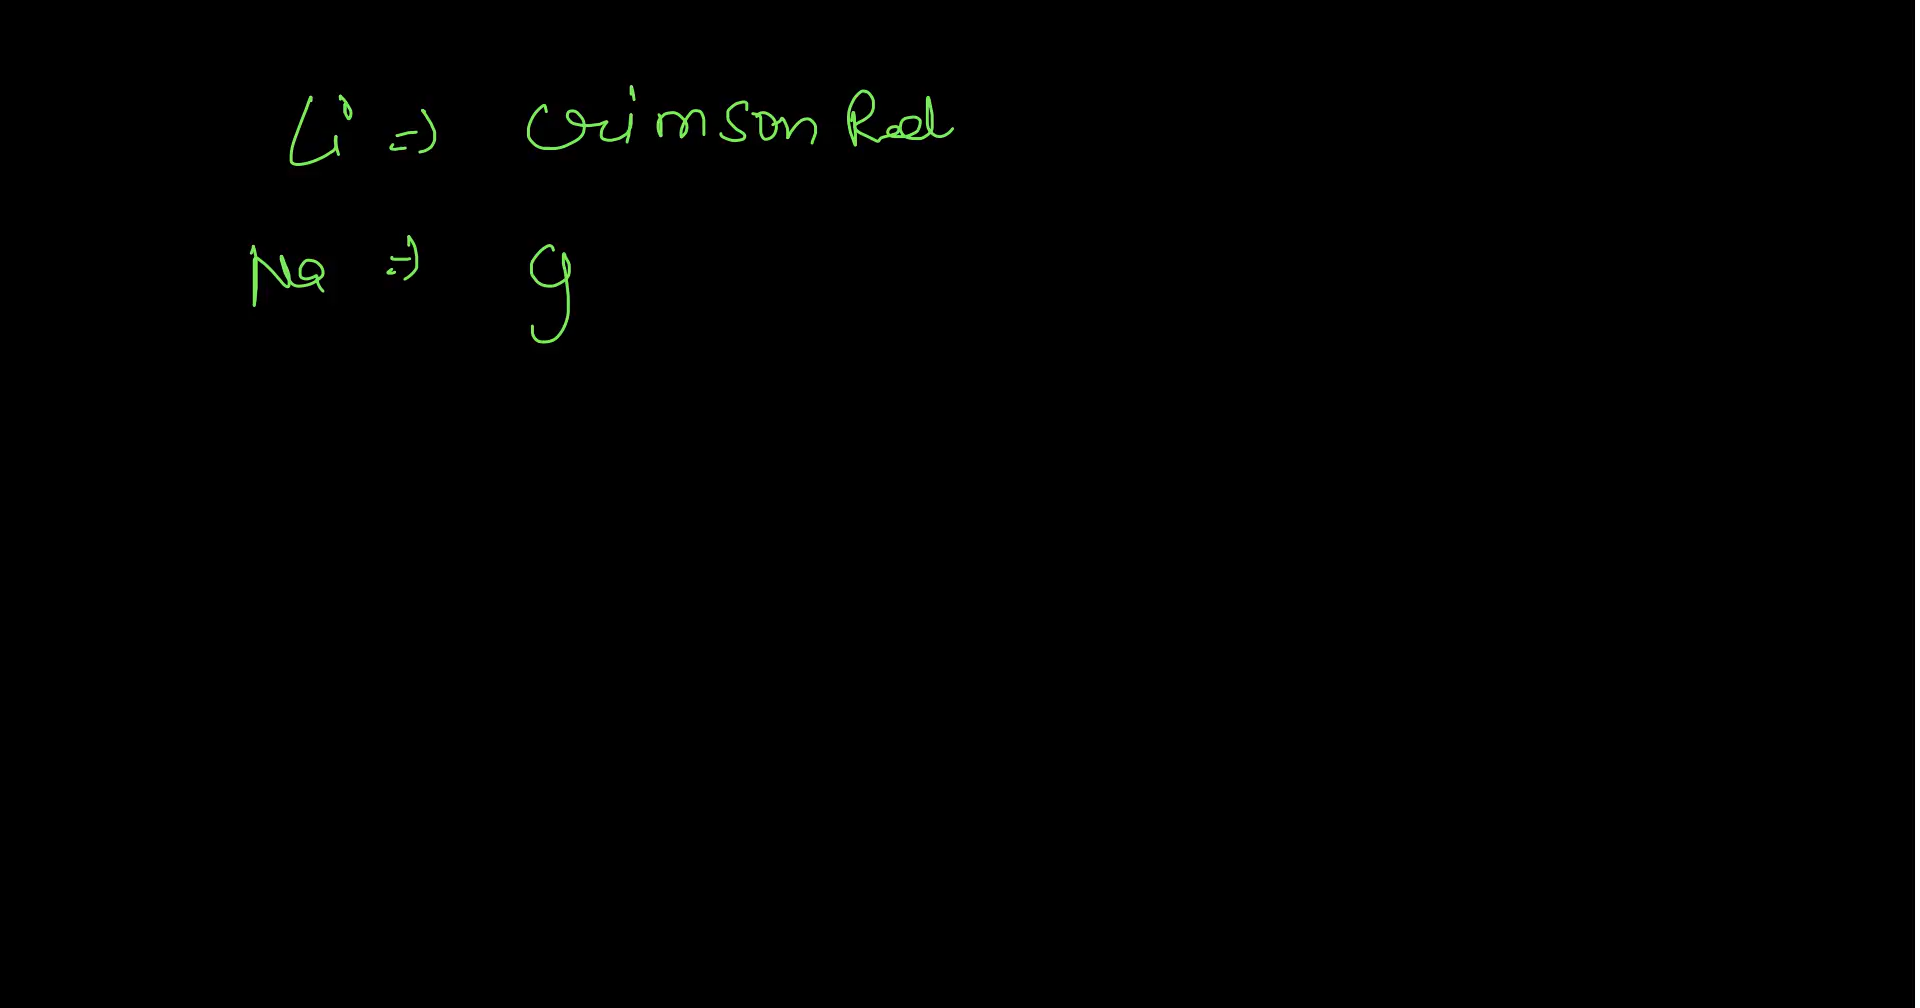 Li => Crimson Red
Na => g